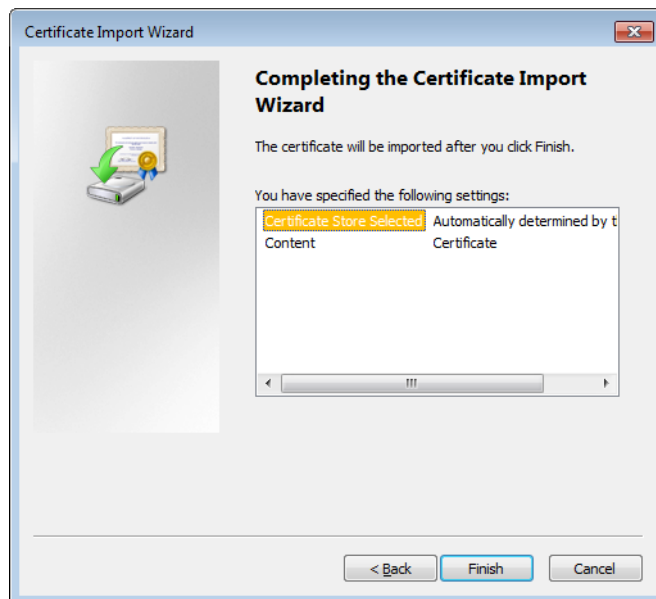 Certificate Import Wizard
Completing the Certificate Import
Wizard
The certificate will be imported after you click Finish.
You have specified the following settings:
Certificate Store Selected Automatically determined by t
Content Certificate
< Back Finish Cancel